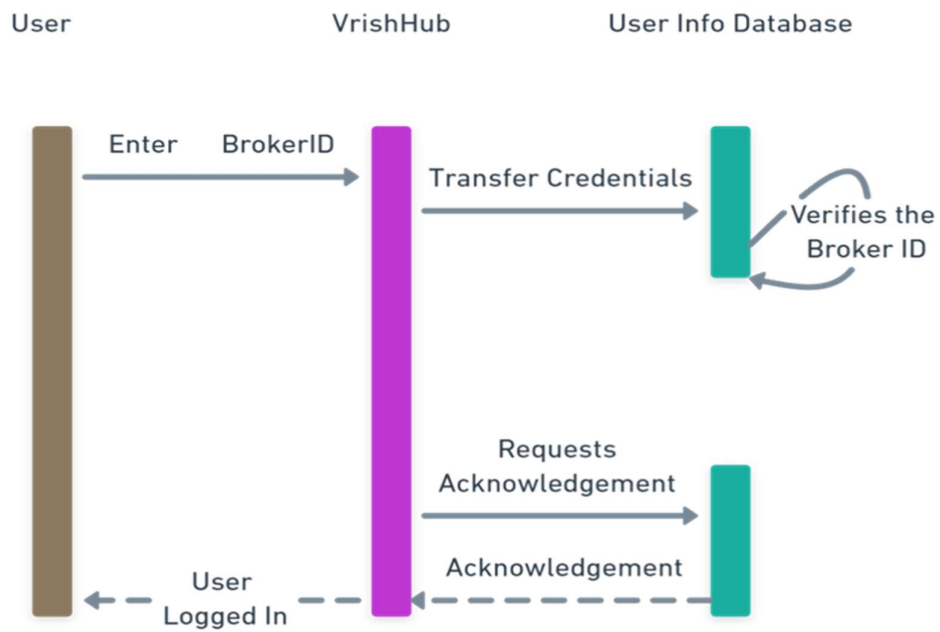 User VrishHub User Info Database
Enter BrokerID
Transfer Credentials
Verifies the
Broker ID
Requests
Acknowledgement
Acknowledgement
User
Logged In